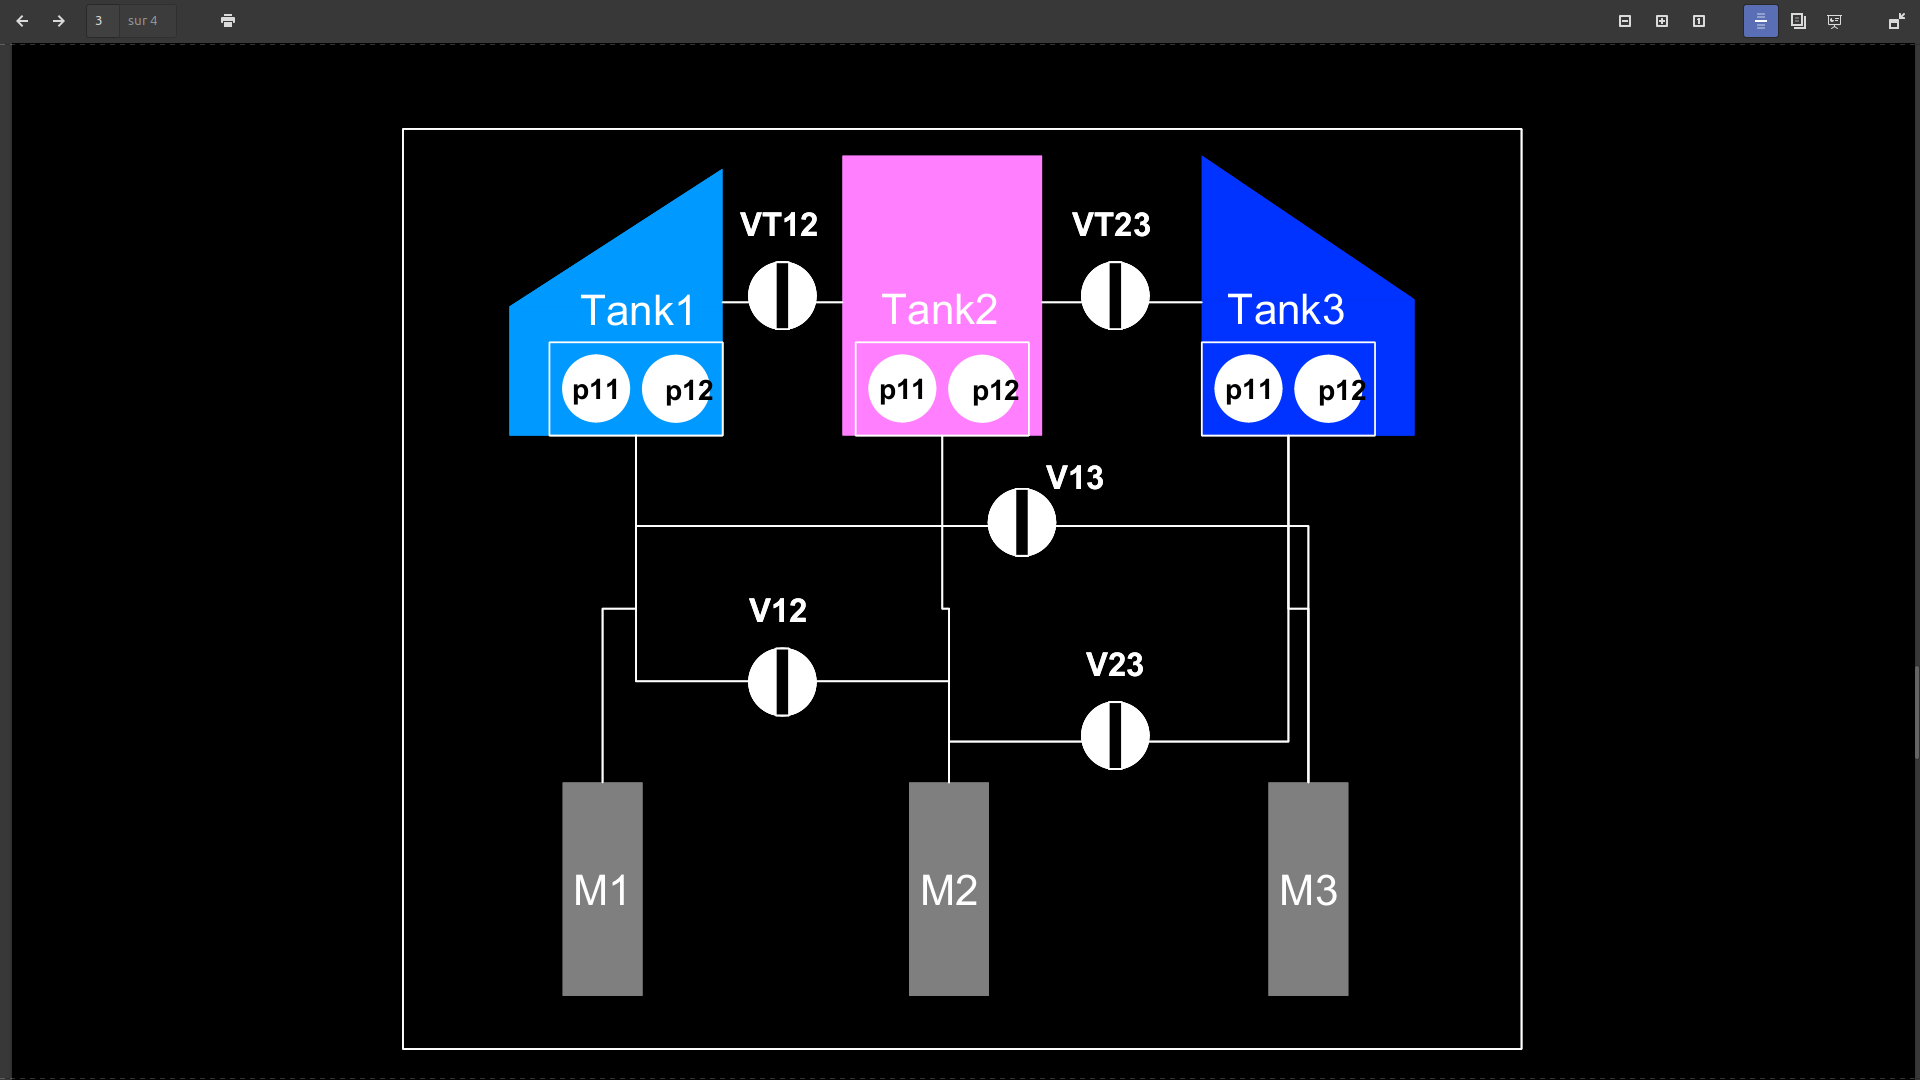 3 sur 4
VT12 VT23
Tank1 Tank2 Tank3
p11 p12 p11 p12 p11 p12
V13
V12
V23
M1 M2 M3